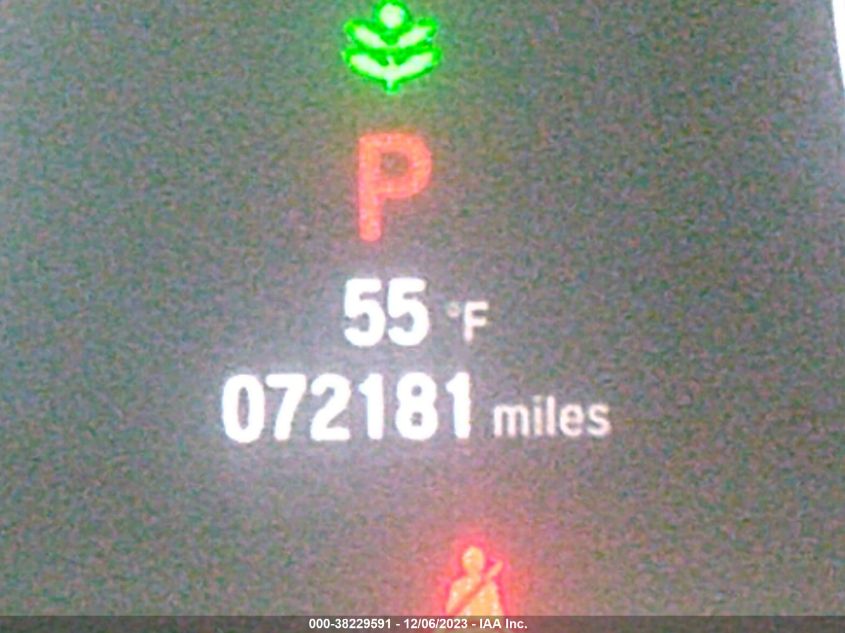 P
55 °F
072181 miles
000-38229591 - 12/06/2023 - IAA Inc.